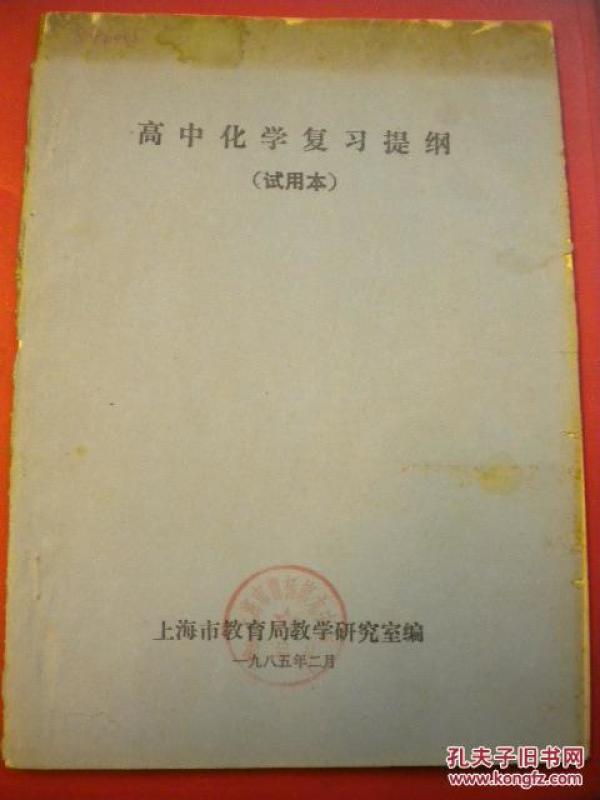 高中化学复习提纲
（试用本）
上海市教育局教学研究室编
一九八五年二月
孔夫子旧书网
www.kongfz.com